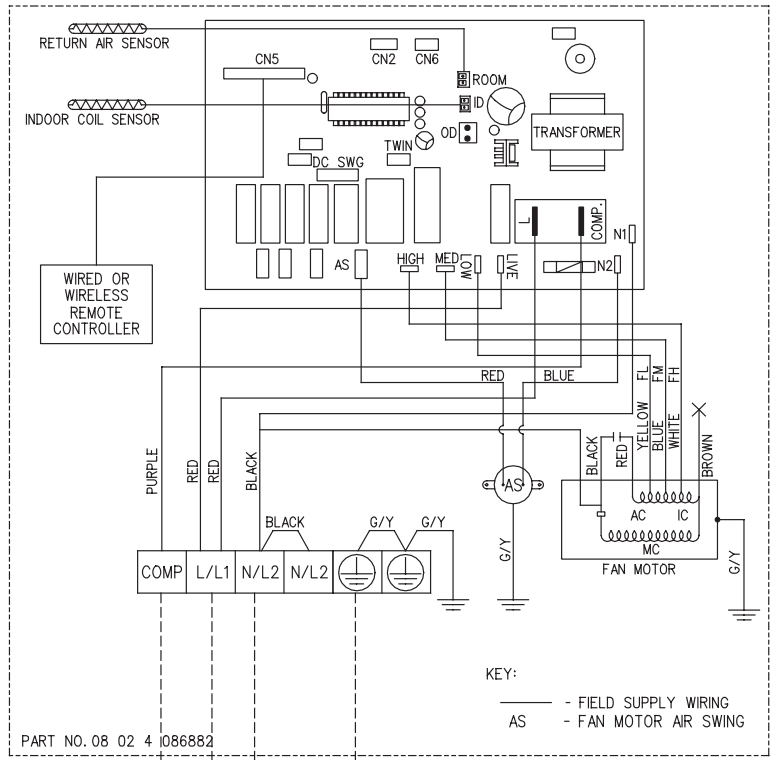 RETURN AIR SENSOR
CN5
CN2
CN6
ROOM
INDOOR COIL SENSOR
ID
OD
TWIN
TRANSFORMER
DC SWG
L
COMP.
N1
AS
HIGH
MED
LOW
LIVE
N2
WIRED OR
WIRELESS
REMOTE
CONTROLLER
RED
BLUE
FL
FM
FH
YELLOW
BLUE
WHITE
BROWN
BLACK
RED
PURPLE
RED
RED
BLACK
AS
AC
IC
MC
FAN MOTOR
BLACK
G/Y
G/Y
G/Y
G/Y
COMP
L/L1
N/L2
N/L2
KEY:
- FIELD SUPPLY WIRING
AS - FAN MOTOR AIR SWING
PART NO. 08 02 4 086882